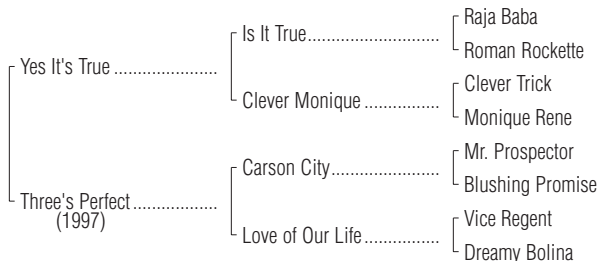 Raja Baba
Is It True
Roman Rockette
Yes It's True
Clever Trick
Clever Monique
Monique Rene
Mr. Prospector
Carson City
Blushing Promise
Three's Perfect
(1997)
Vice Regent
Love of Our Life
Dreamy Bolina